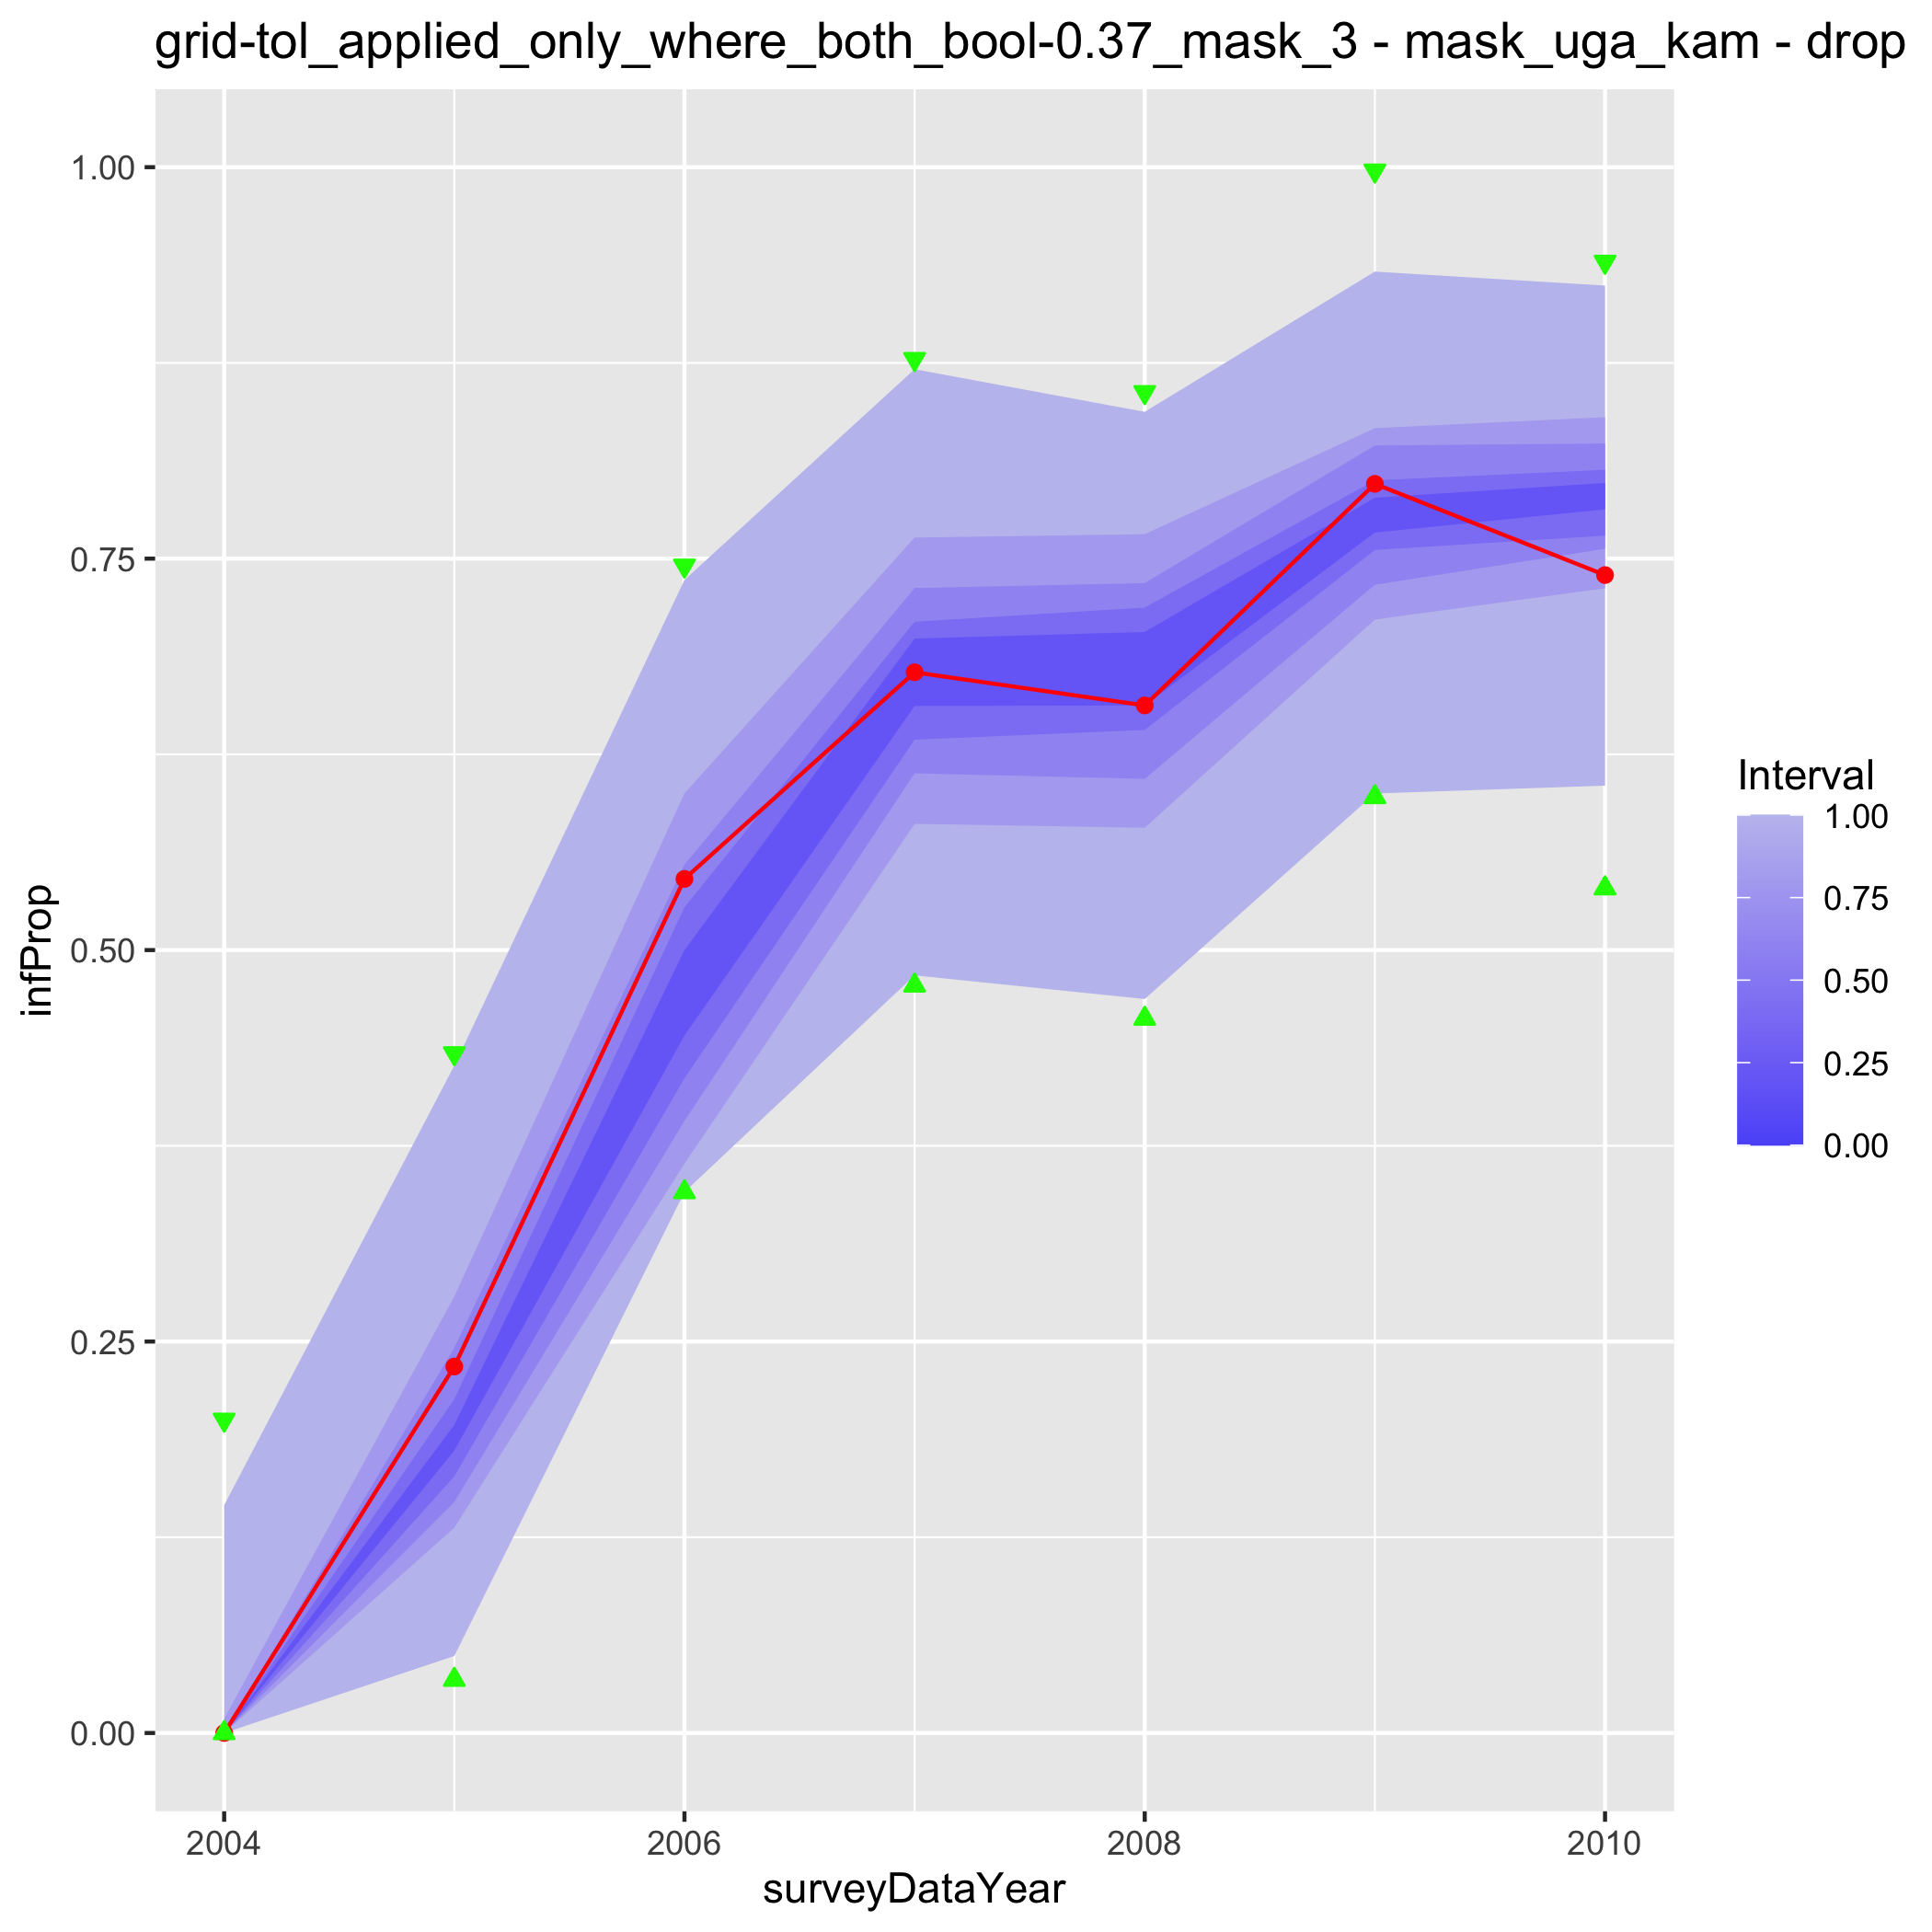 grid-tol_applied_only_where_both_bool-0.37_mask_3 - mask_uga_kam - drop
1.00
0.75
0.50
0.25
0.00
infProp
2004 2006 2008 2010
surveyDataYear
Interval
1.00
0.75
0.50
0.25
0.00